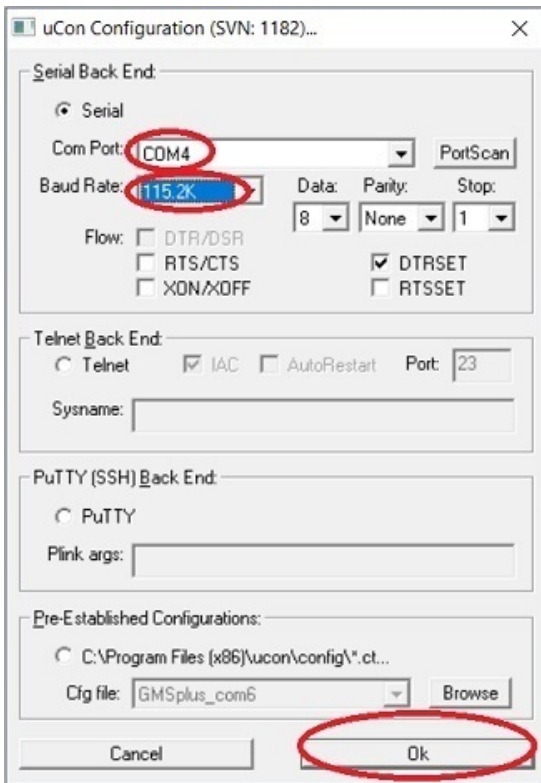 uCon Configuration (SVN: 1182)...
Serial Back End:
Serial
Com Port: COM4 PortScan
Baud Rate: 115.2K Data: Parity: Stop:
8 None 1
Flow: DTR/DSR
RTS/CTS DTRSET
XON/XOFF RTSSET
Telnet Back End:
Telnet IAC AutoRestart Port: 23
Sysname:
PuTTY (SSH) Back End:
PuTTY
Plink args:
Pre-Established Configurations:
C:\Program Files (x86)\ucon\config\*.ct...
Cfg file: GMSplus_com6 Browse
Cancel Ok